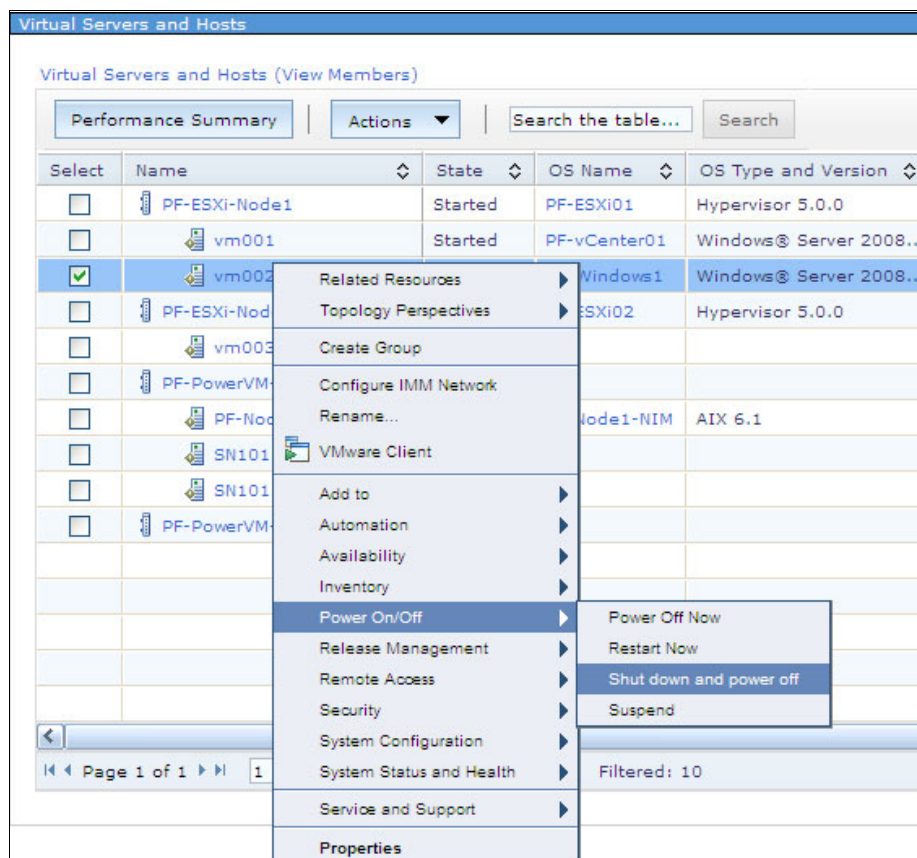 Virtual Servers and Hosts
Virtual Servers and Hosts (View Members)
Performance Summary | Actions | Search the table... Search
Select Name State OS Name OS Type and Version
PF-ESXi-Node1 Started PF-ESXi01 Hypervisor 5.0.0
vm001 Started PF-vCenter01 Windows® Server 2008..
vm002 Windows1 Windows® Server 2008..
PF-ESXi-Nod ESXi02 Hypervisor 5.0.0
vm003
PF-PowerVM-
PF-Noc Node1-NIM AIX 6.1
SN101
SN101
PF-PowerVM-
Related Resources
Topology Perspectives
Create Group
Configure IMM Network
Rename...
VMware Client
Add to
Automation
Availability
Inventory
Power On/Off
Release Management
Remote Access
Security
System Configuration
System Status and Health
Service and Support
Properties
Power Off Now
Restart Now
Shut down and power off
Suspend
Page 1 of 1 1 Filtered: 10